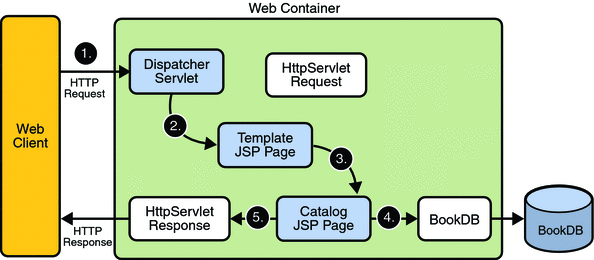 Web Container
1.
Dispatcher
Servlet
HttpServlet
Request
HTTP
Request
2.
Web
Client
Template
JSP Page
3.
HttpServlet
Response
5.
Catalog
JSP Page
4.
BookDB
BookDB
HTTP
Response